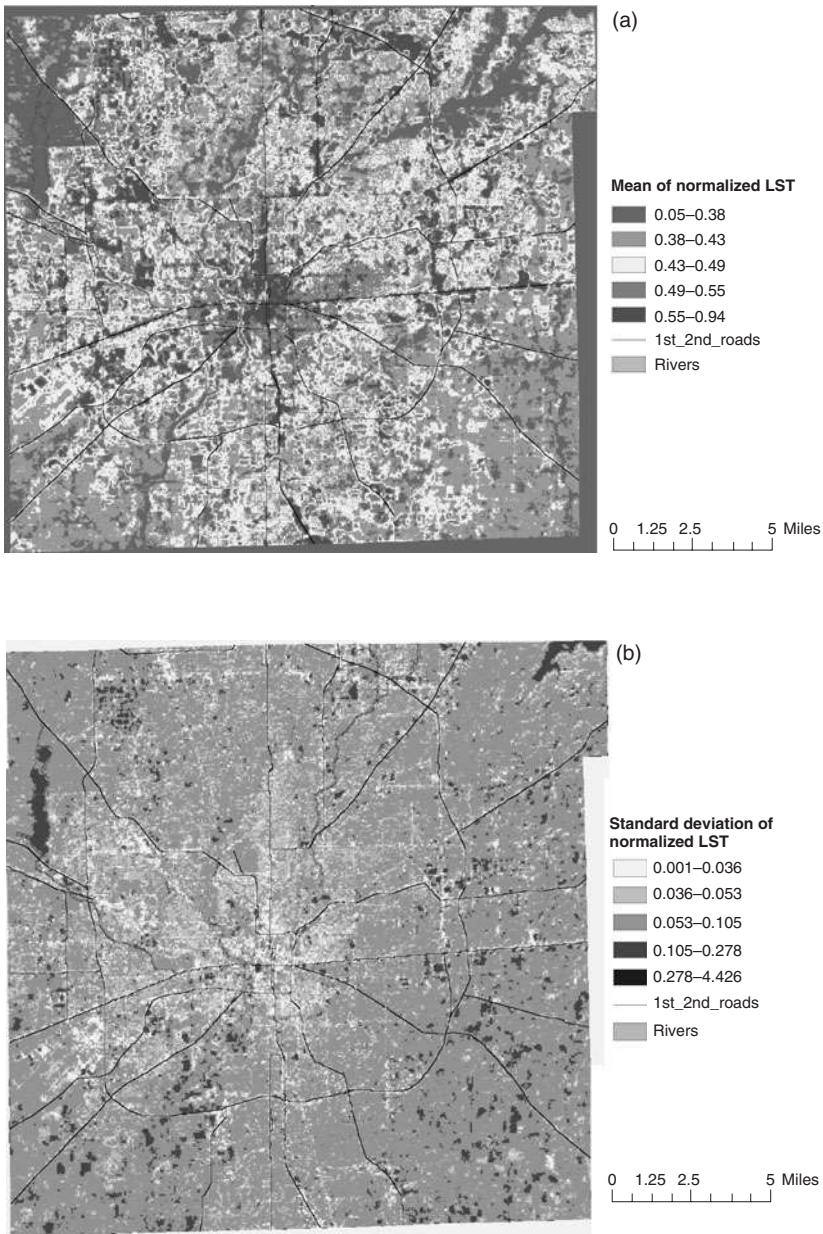 (a)
Mean of normalized LST
0.05–0.38
0.38–0.43
0.43–0.49
0.49–0.55
0.55–0.94
1st_2nd_roads
Rivers
0 1.25 2.5 5 Miles
(b)
Standard deviation of
normalized LST
0.001–0.036
0.036–0.053
0.053–0.105
0.105–0.278
0.278–4.426
1st_2nd_roads
Rivers
0 1.25 2.5 5 Miles